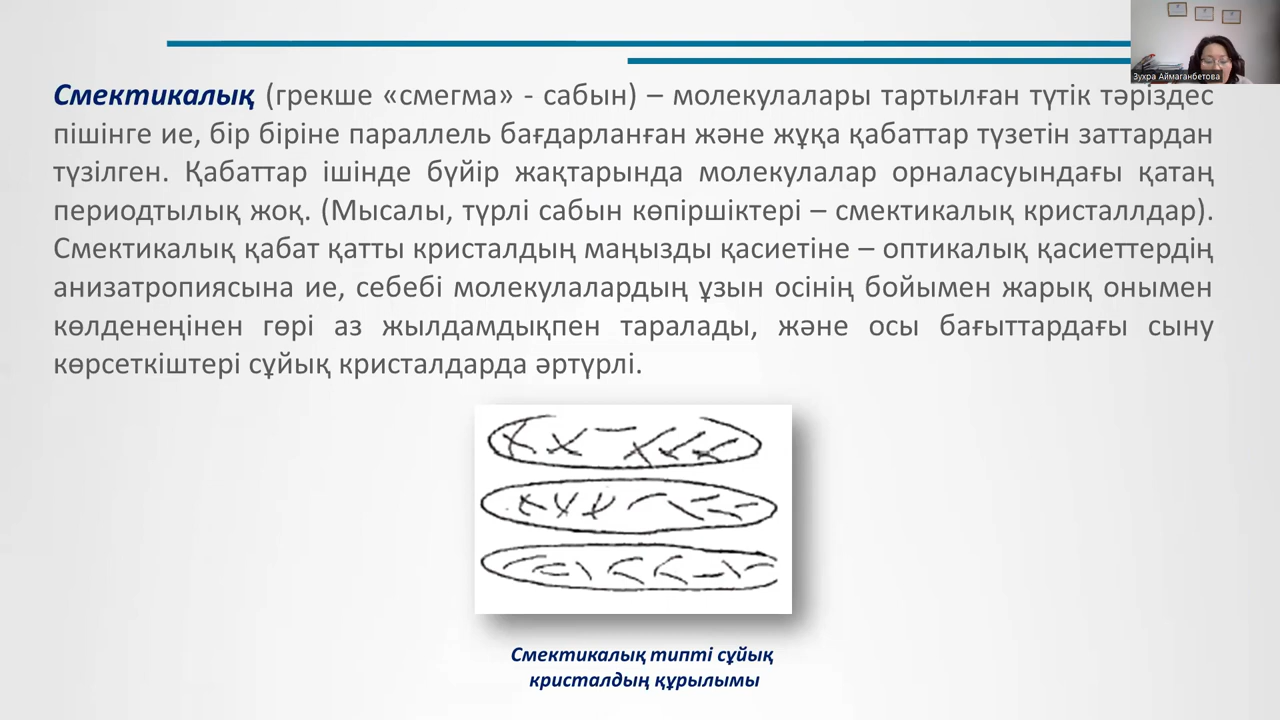 Зухра Аймаганбетова
Смектикалық (грекше «смегма» - сабын) – молекулалары тартылған түтік тәріздес
пішінге ие, бір біріне параллель бағдарланған және жұқа қабаттар түзетін заттардан
түзілген. Қабаттар ішінде бүйір жақтарында молекулалар орналасуындағы қатаң
периодтылық жоқ. (Мысалы, түрлі сабын көпіршіктері – смектикалық кристаллдар).
Смектикалық қабат қатты кристалдың маңызды қасиетіне – оптикалық қасиеттердің
анизатропиясына ие, себебі молекулалардың ұзын осінің бойымен жарық онымен
көлденеңінен гөрі аз жылдамдықпен таралады, және осы бағыттардағы сыну
көрсеткіштері сұйық кристалдарда әртүрлі.
Смектикалық типті сұйық
кристалдың құрылымы